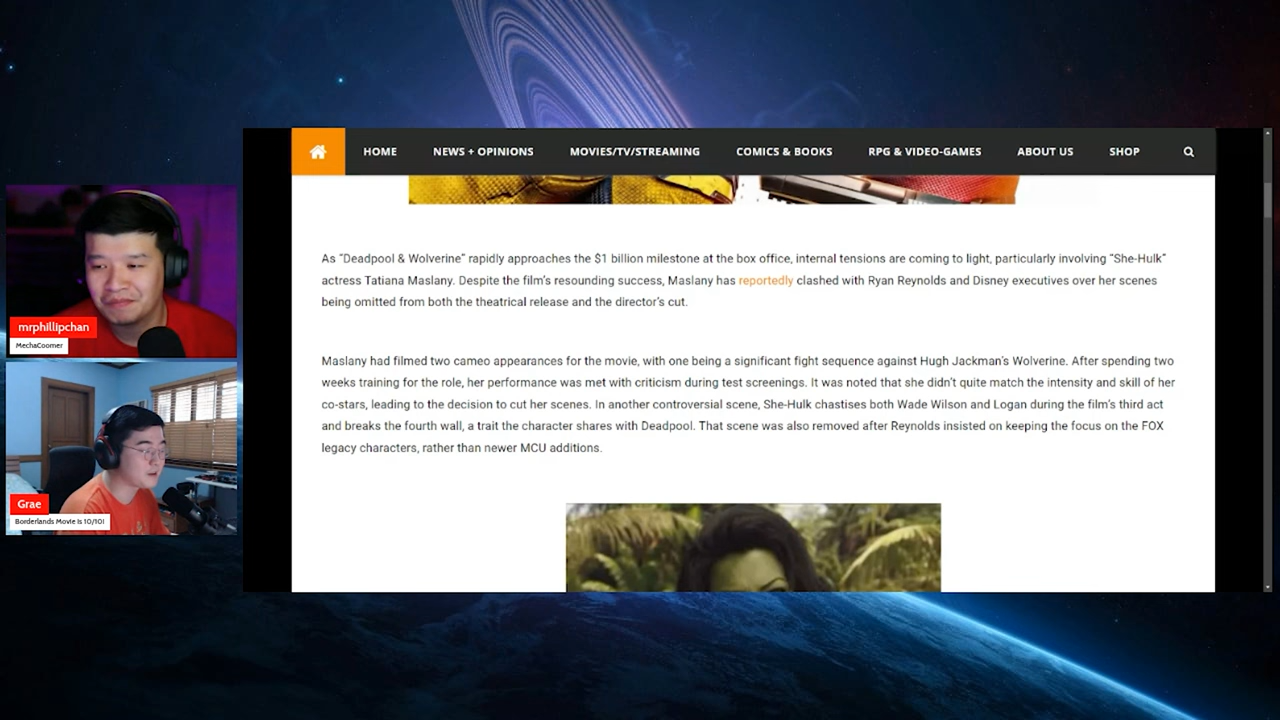 HOME NEWS + OPINIONS MOVIES/TV/STREAMING COMICS & BOOKS RPG & VIDEO-GAMES ABOUT US SHOP
As “Deadpool & Wolverine” rapidly approaches the $1 billion milestone at the box office, internal tensions are coming to light, particularly involving “She-Hulk”
actress Tatiana Maslany. Despite the film’s resounding success, Maslany has reportedly clashed with Ryan Reynolds and Disney executives over her scenes
being omitted from both the theatrical release and the director’s cut.
Maslany had filmed two cameo appearances for the movie, with one being a significant fight sequence against Hugh Jackman’s Wolverine. After spending two
weeks training for the role, her performance was met with criticism during test screenings. It was noted that she didn’t quite match the intensity and skill of her
co-stars, leading to the decision to cut her scenes. In another controversial scene, She-Hulk chastises both Wade Wilson and Logan during the film’s third act
and breaks the fourth wall, a trait the character shares with Deadpool. That scene was also removed after Reynolds insisted on keeping the focus on the FOX
legacy characters, rather than newer MCU additions.
mrphillipchan
MechaCoomer
Grae
Borderlands Movie is 10/10!